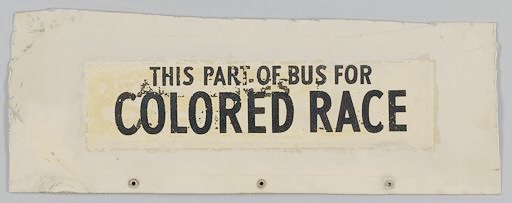 THIS PART OF BUS FOR
COLORED RACE